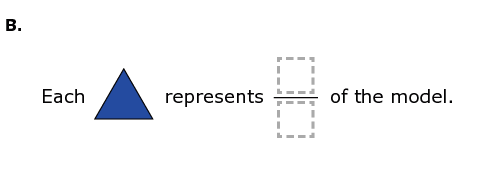 B.
Each represents of the model.